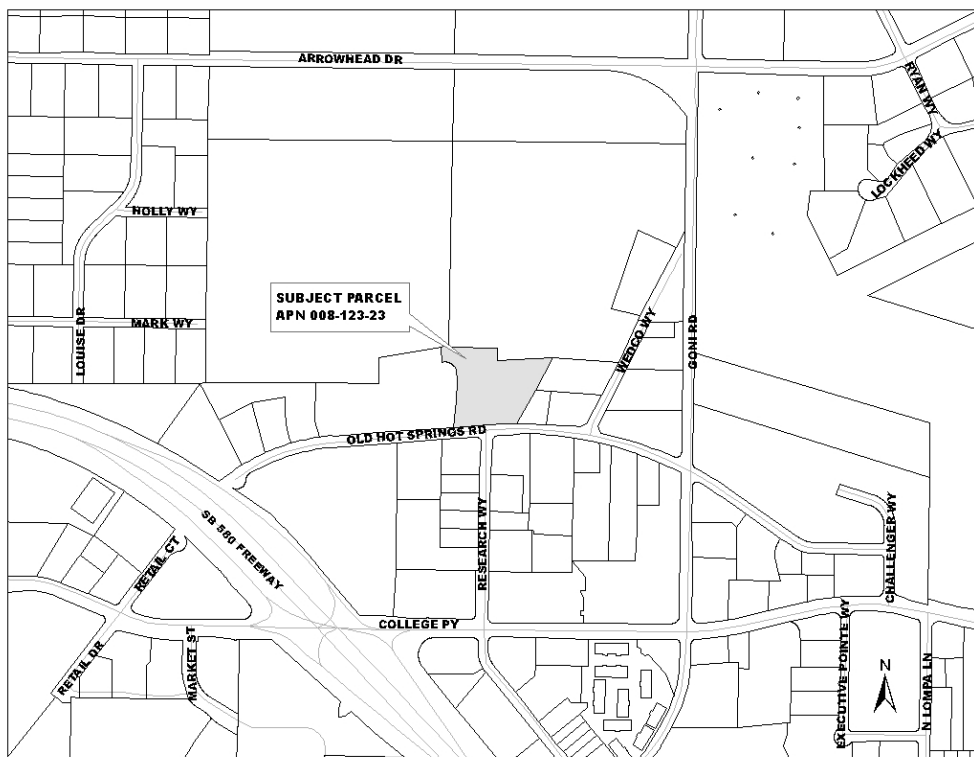 ARROWHEAD DR
RYAN WY
LOCKHEED WY
HOLLY WY
SUBJECT PARCEL
APN 008-123-23
MARK WY
LOUISE DR
WEDCO WY
GONI RD
OLD HOT SPRINGS RD
SB 580 FREEWAY
RETAIL CT
RESEARCH WY
CHALLENGER WY
COLLEGE PY
RETAIL DR
MARKET ST
EXECUTIVE POINTE WY
N LOMPA LN
N